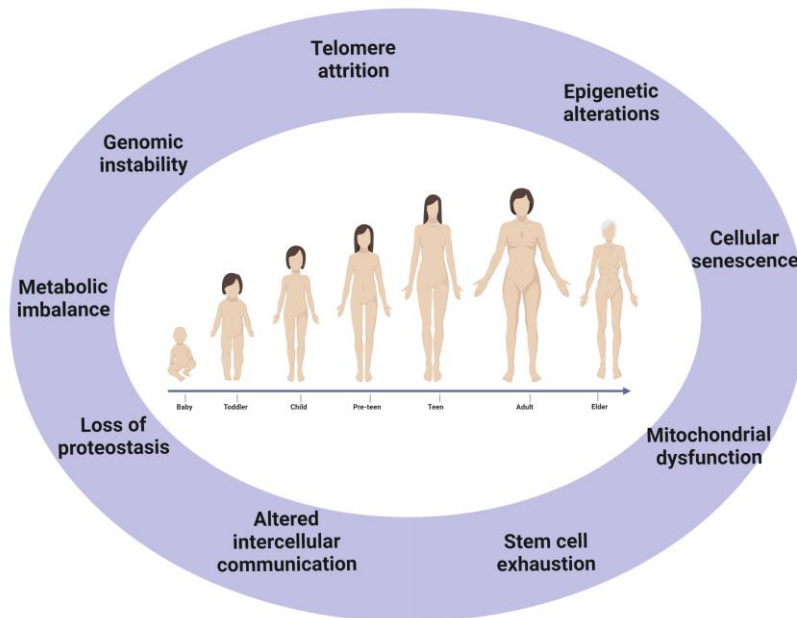 Telomere
attrition
Epigenetic
alterations
Genomic
instability
Cellular
senescence
Metabolic
imbalance
Baby
Toddler
Child
Pre-teen
Teen
Adult
Elder
Loss of
proteostasis
Mitochondrial
dysfunction
Altered
intercellular
communication
Stem cell
exhaustion